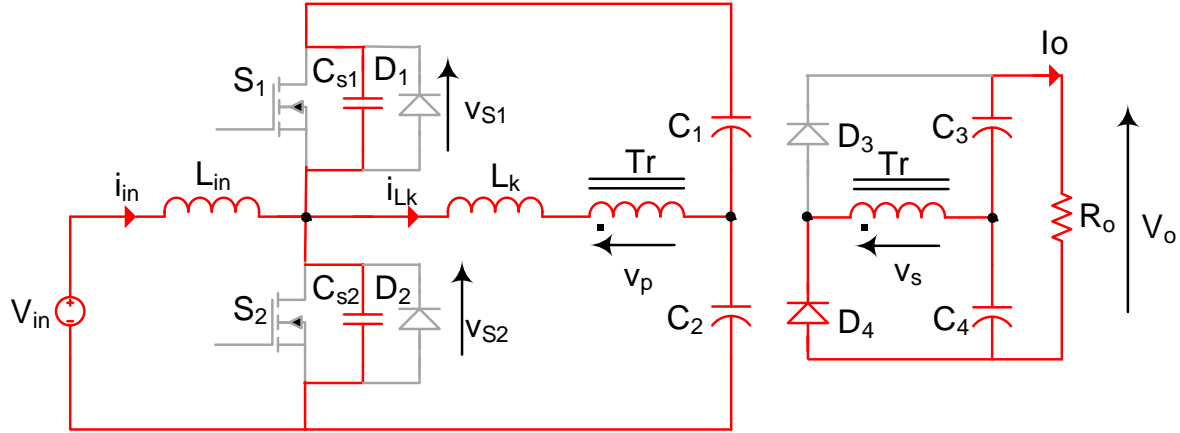 Io
S1
Cs1
D1
vS1
C1
D3
C3
Tr
Tr
iin
Lin
iLk
Lk
Ro
Vo
vp
vs
Vin
S2
Cs2
D2
vS2
C2
D4
C4